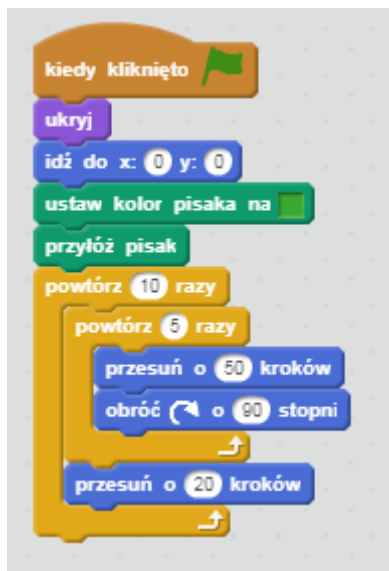 kiedy kliknięto
ukryj
idź do x: 0 y: 0
ustaw kolor pisaka na
przyłóż pisak
powtórz 10 razy
powtórz 5 razy
przesuń o 50 kroków
obróć o 90 stopni
przesuń o 20 kroków